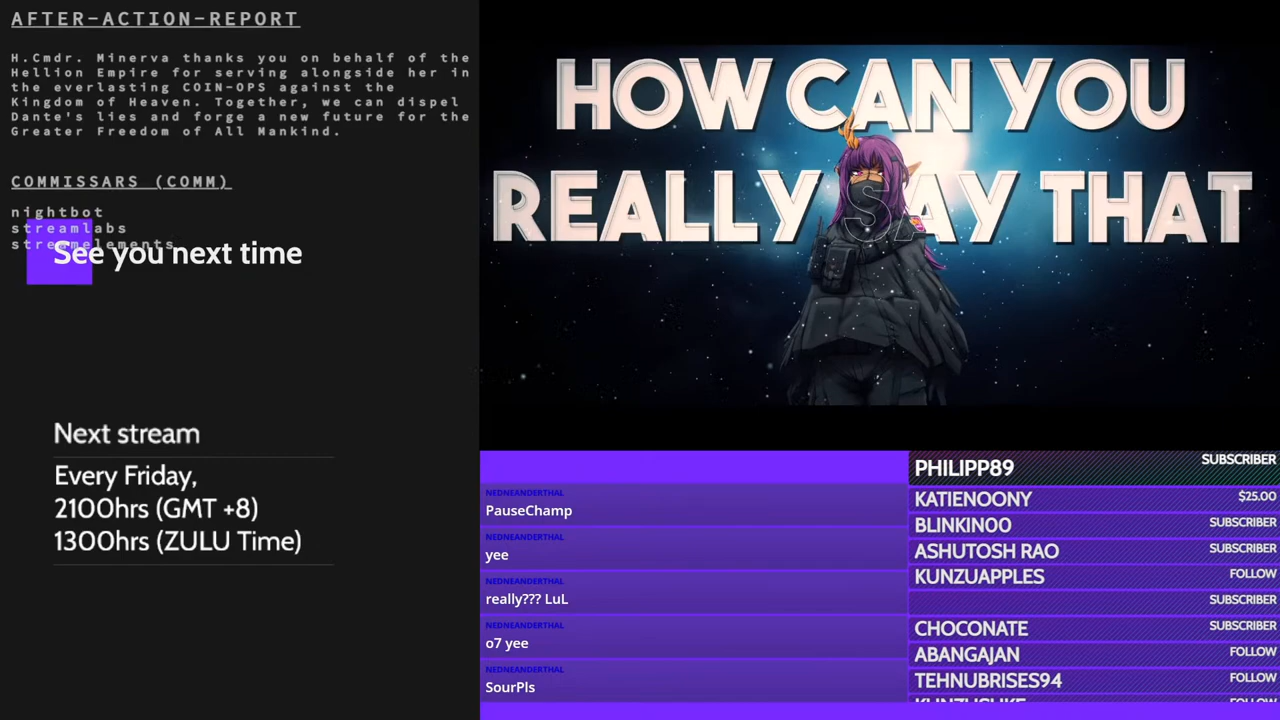 AFTER-ACTION-REPORT
H.Cmdr. Minerva thanks you on behalf of the
Hellion Empire for serving alongside her in
the everlasting COIN-OPS against the
Kingdom of Heaven. Together, we can dispel
Dante's lies and forge a new future for the
Greater Freedom of All Mankind.
COMMISSARS (COMM)
nightbot
streamlabs
streamelements
See you next time
Next stream
Every Friday,
2100hrs (GMT +8)
1300hrs (ZULU Time)
HOW CAN YOU
REALLY SAY THAT
NEDNEANDERTHAL
PauseChamp
NEDNEANDERTHAL
yee
NEDNEANDERTHAL
really??? LuL
NEDNEANDERTHAL
o7 yee
NEDNEANDERTHAL
SourPls
PHILIPP89 SUBSCRIBER
KATIENOONY $25.00
BLINKIN00 SUBSCRIBER
ASHUTOSH RAO SUBSCRIBER
KUNZUAPPLES FOLLOW
SUBSCRIBER
CHOCONATE SUBSCRIBER
ABANGAJAN FOLLOW
TEHNUBRISES94 FOLLOW
FOLLOW